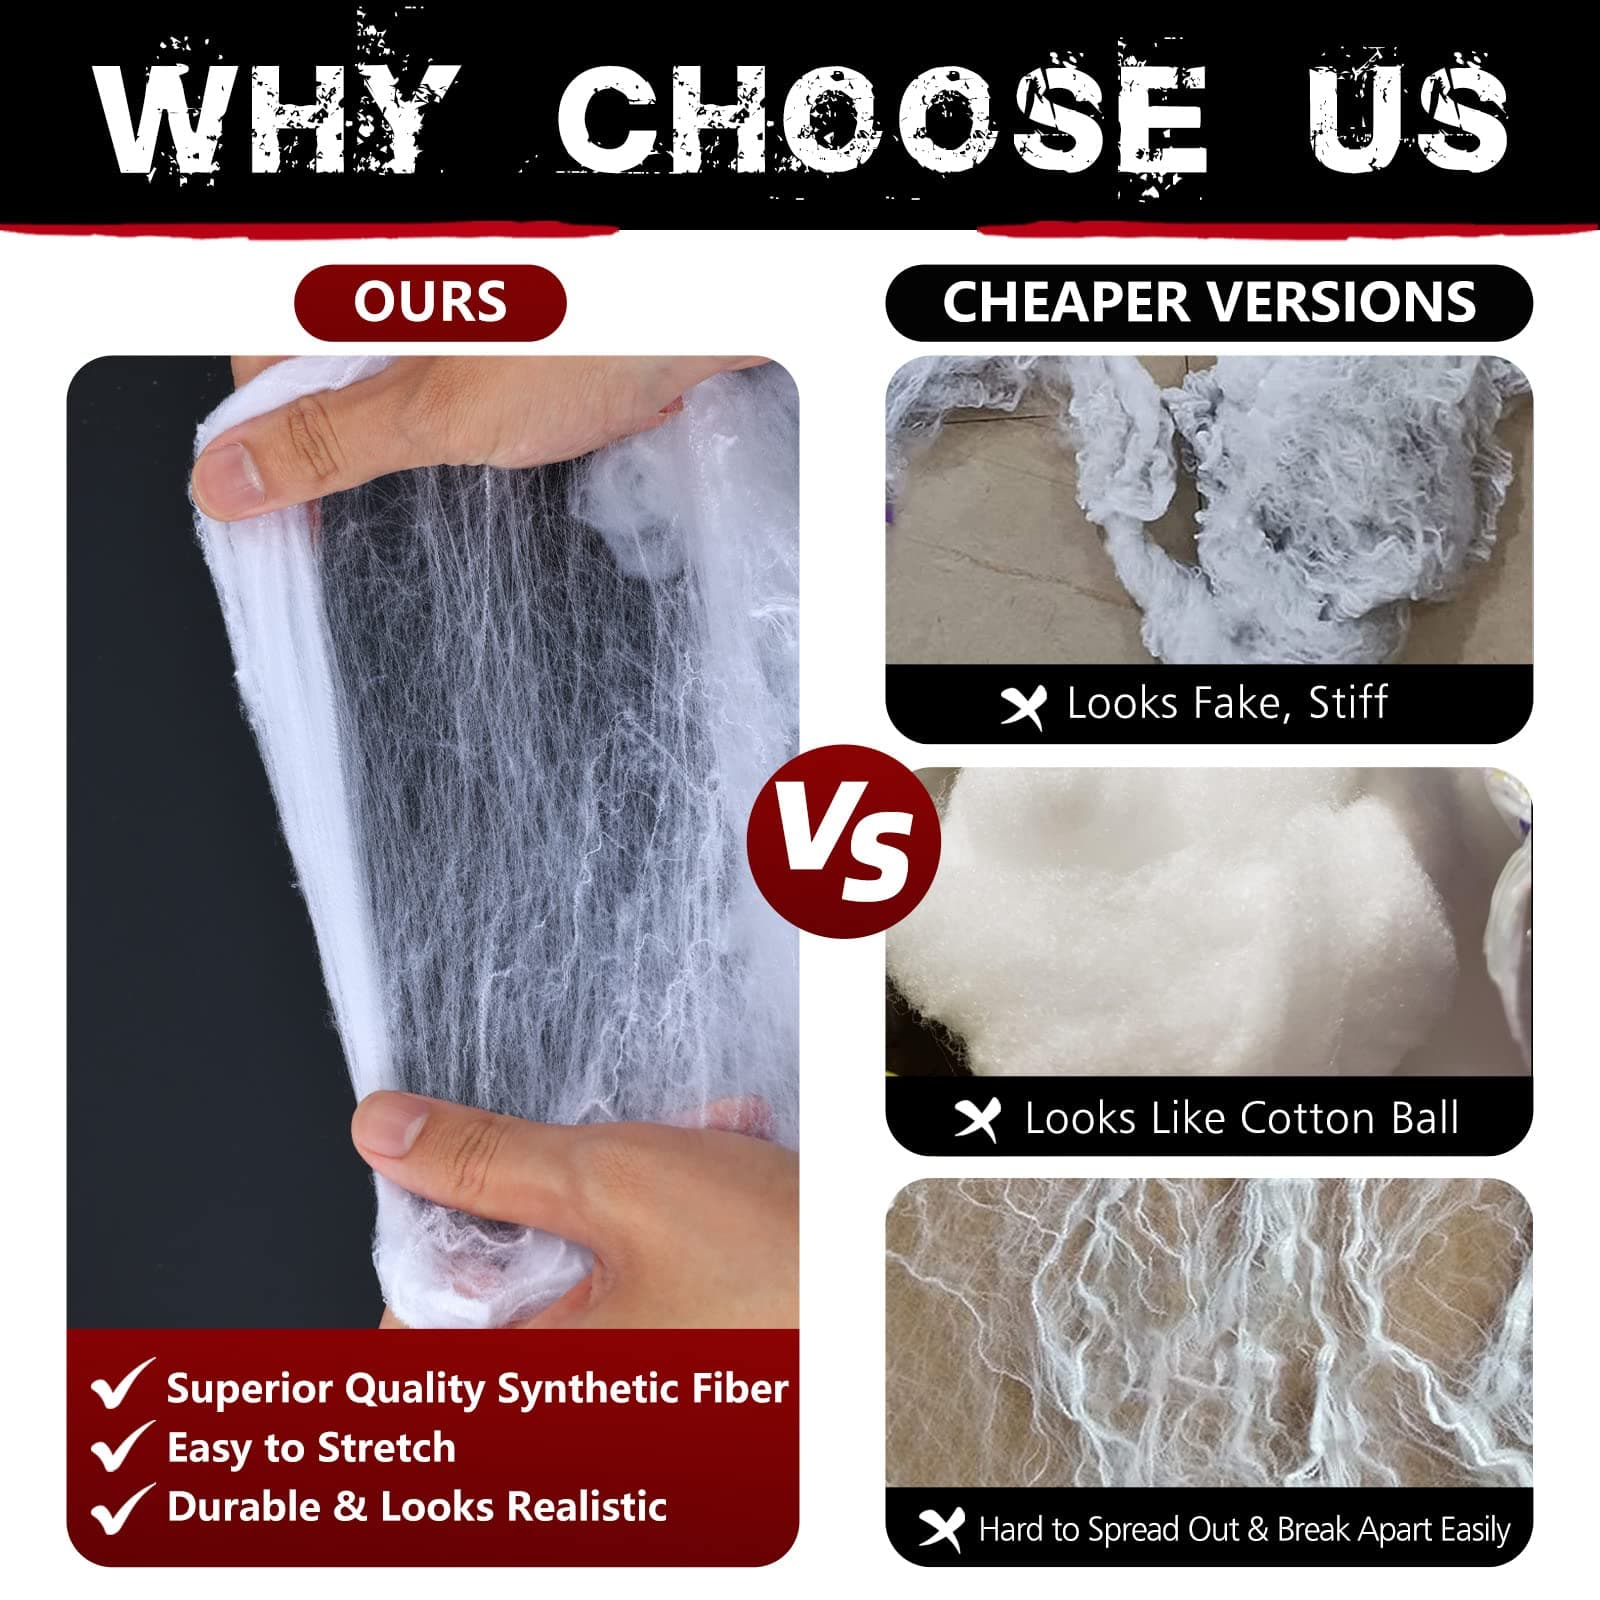 WHY CHOOSE US
OURS
Superior Quality Synthetic Fiber
Easy to Stretch
Durable & Looks Realistic
VS
CHEAPER VERSIONS
Looks Fake, Stiff
Looks Like Cotton Ball
Hard to Spread Out & Break Apart Easily